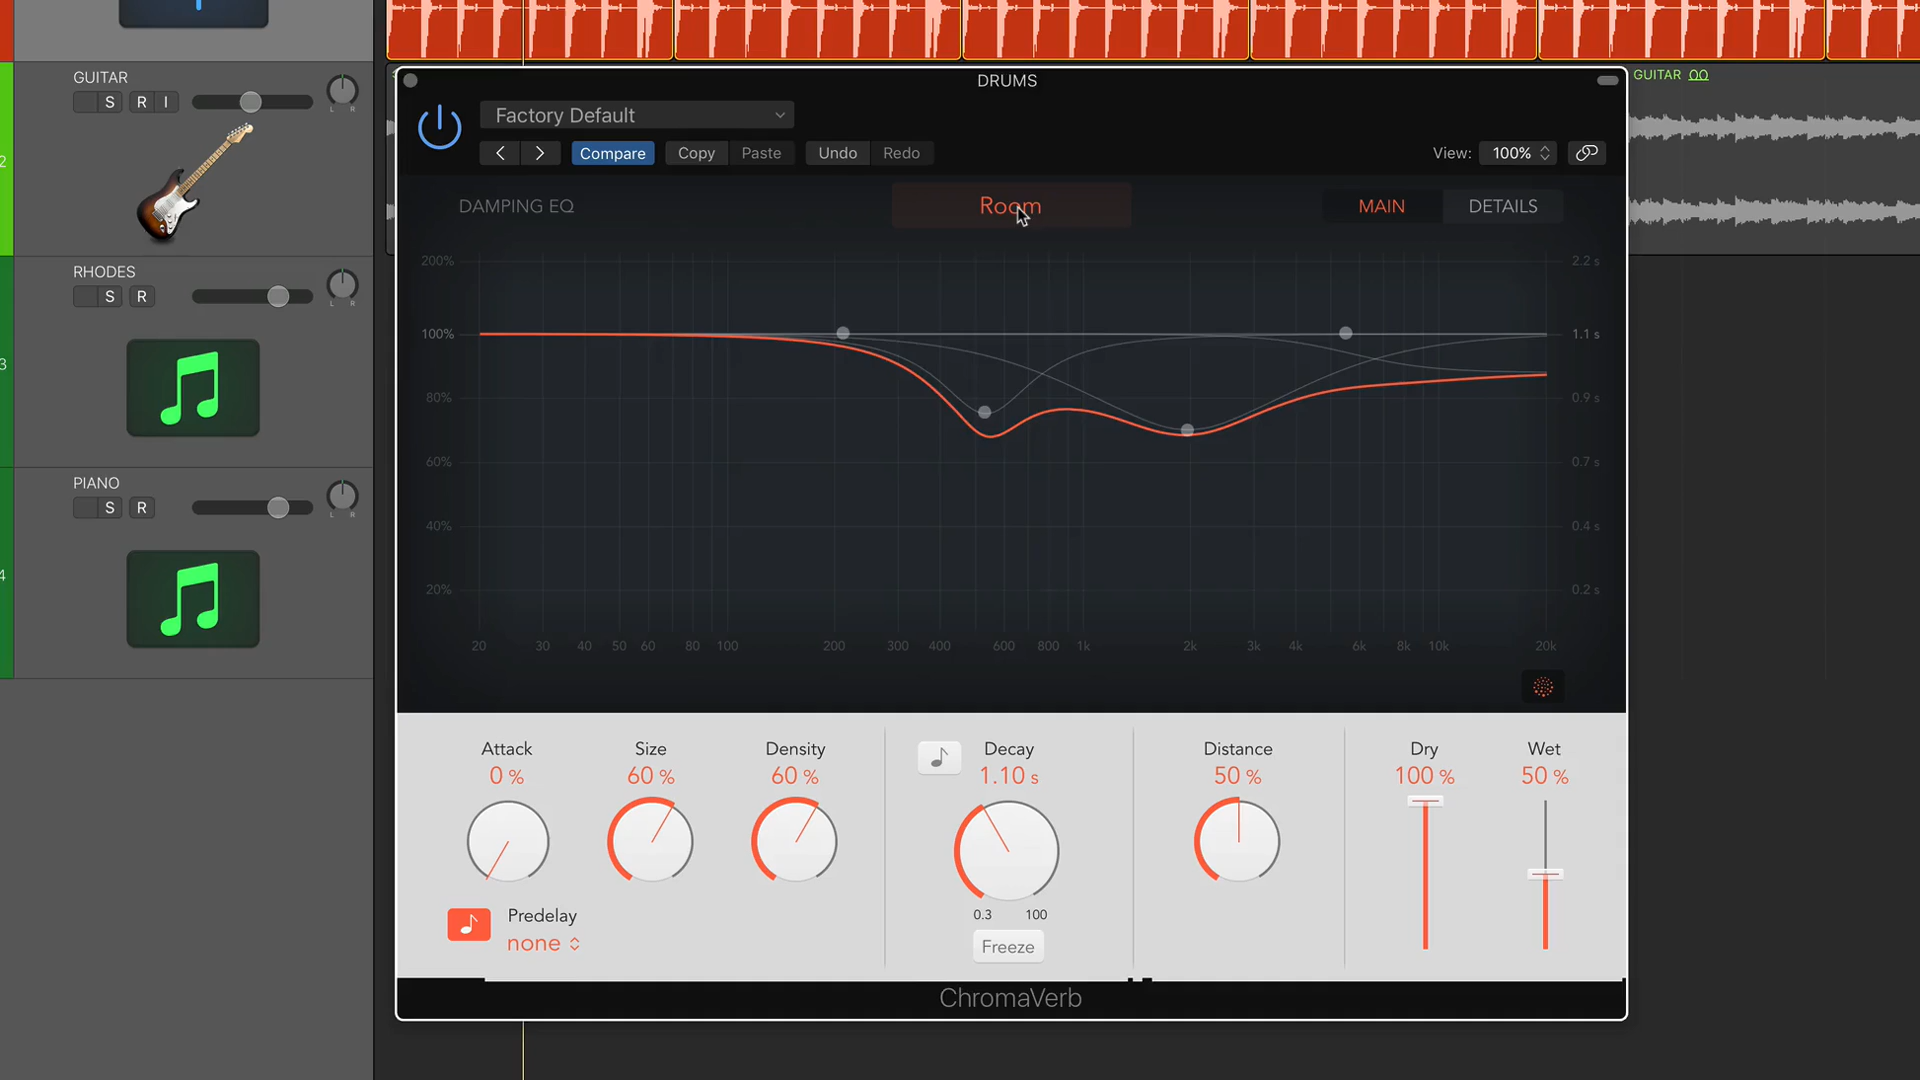 GUITAR
S R I
L R
RHODES
S R
L R
PIANO
S R
L R
2
3
4
GUITAR
DRUMS
Factory Default
Compare Copy Paste Undo Redo
View: 100%
DAMPING EQ
Room
MAIN DETAILS
200% 2.2 s
100% 1.1 s
80% 0.9 s
60% 0.7 s
40% 0.4 s
20% 0.2 s
20 30 40 50 60 80 100 200 300 400 600 800 1k 2k 3k 4k 6k 8k 10k 20k
Attack Size Density Decay Distance Dry Wet
0 % 60 % 60 % 1.10 s 50 % 100 % 50 %
0.3 100
Predelay
none
Freeze
ChromaVerb